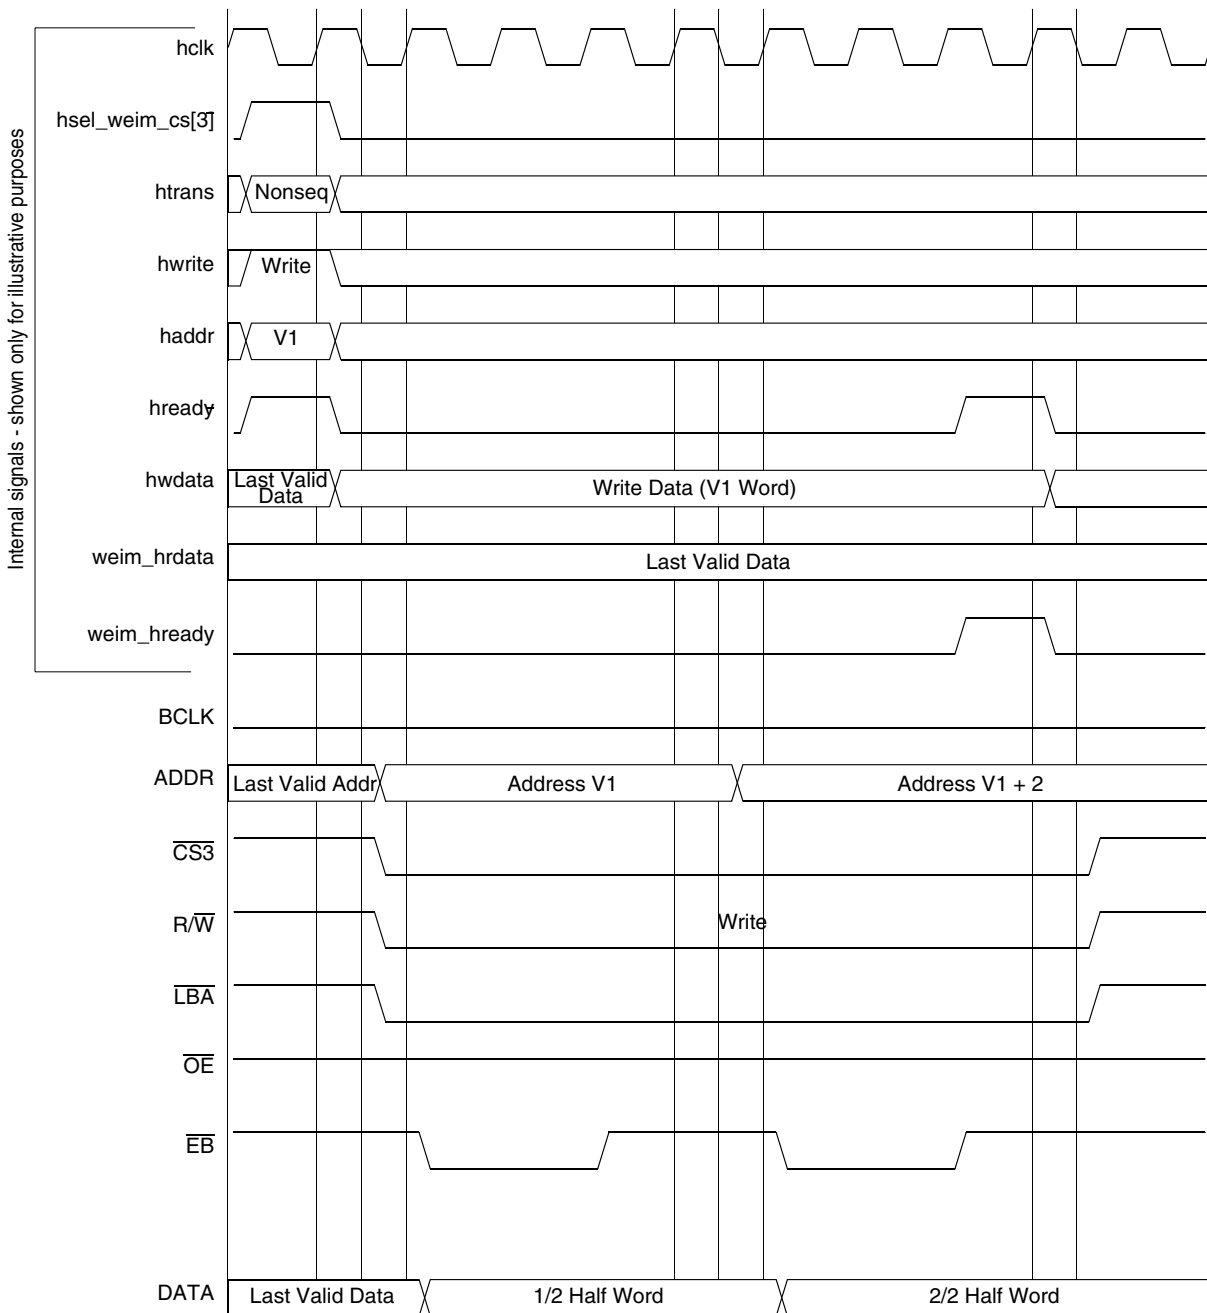 Internal signals - shown only for illustrative purposes
hclk
hsel_weim_cs[3]
htrans
Nonseq
hwrite
Write
haddr
V1
hready
hwdata
Last Valid
Data
Write Data (V1 Word)
weim_hrdata
Last Valid Data
weim_hready
BCLK
ADDR
Last Valid Addr
Address V1
Address V1 + 2
CS3
R/W
Write
LBA
OE
EB
DATA
Last Valid Data
1/2 Half Word
2/2 Half Word